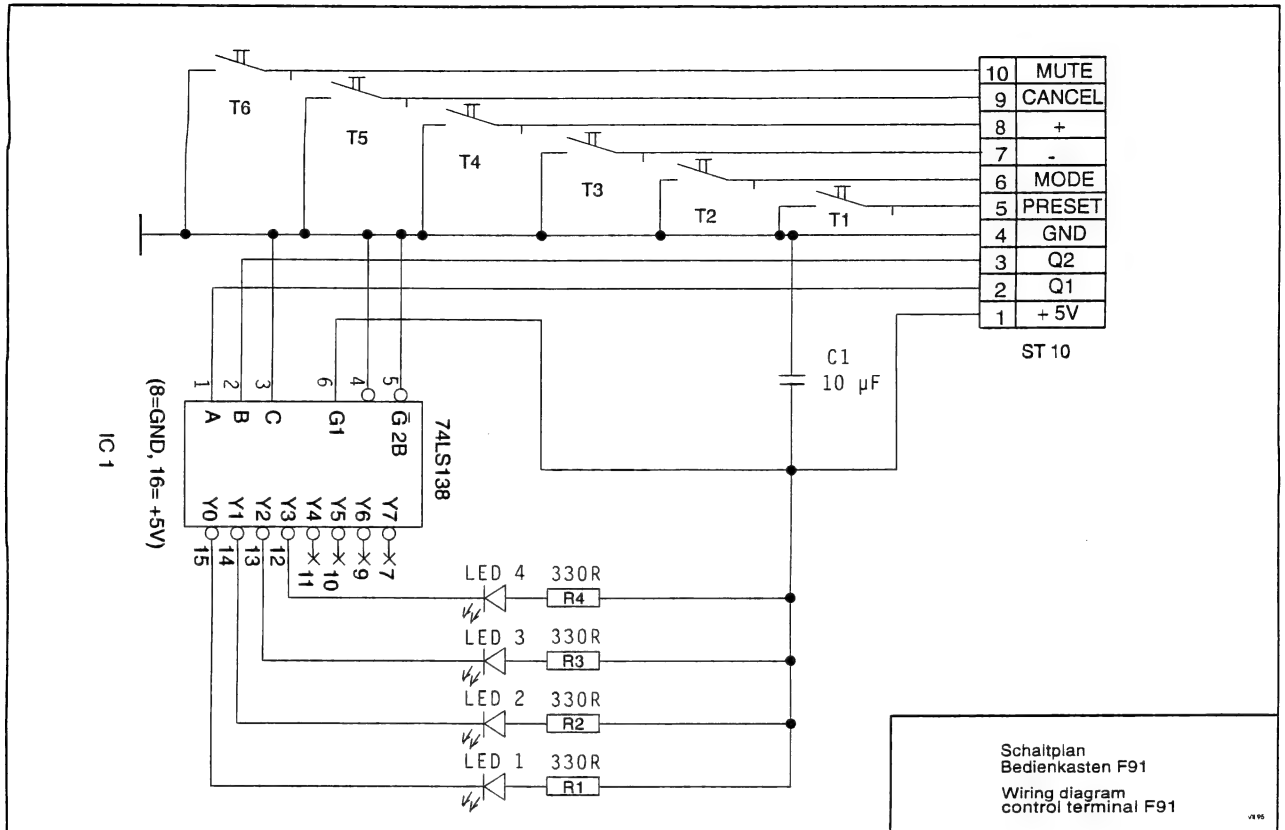 T6
T5
T4
T3
T2
T1
10 MUTE
9 CANCEL
8 +
7 -
6 MODE
5 PRESET
4 GND
3 Q2
2 Q1
1 + 5V
ST 10
C1
10 µF
1 2 3 6 4 5
A B C G1 G̅ 2B
74LS138
IC 1
(8=GND, 16= +5V)
Y0 Y1 Y2 Y3 Y4 Y5 Y6 Y7
15 14 13 12 11 10 9 7
LED 4 330R
R4
LED 3 330R
R3
LED 2 330R
R2
LED 1 330R
R1
Schaltplan
Bedienkasten F91
Wiring diagram
control terminal F91